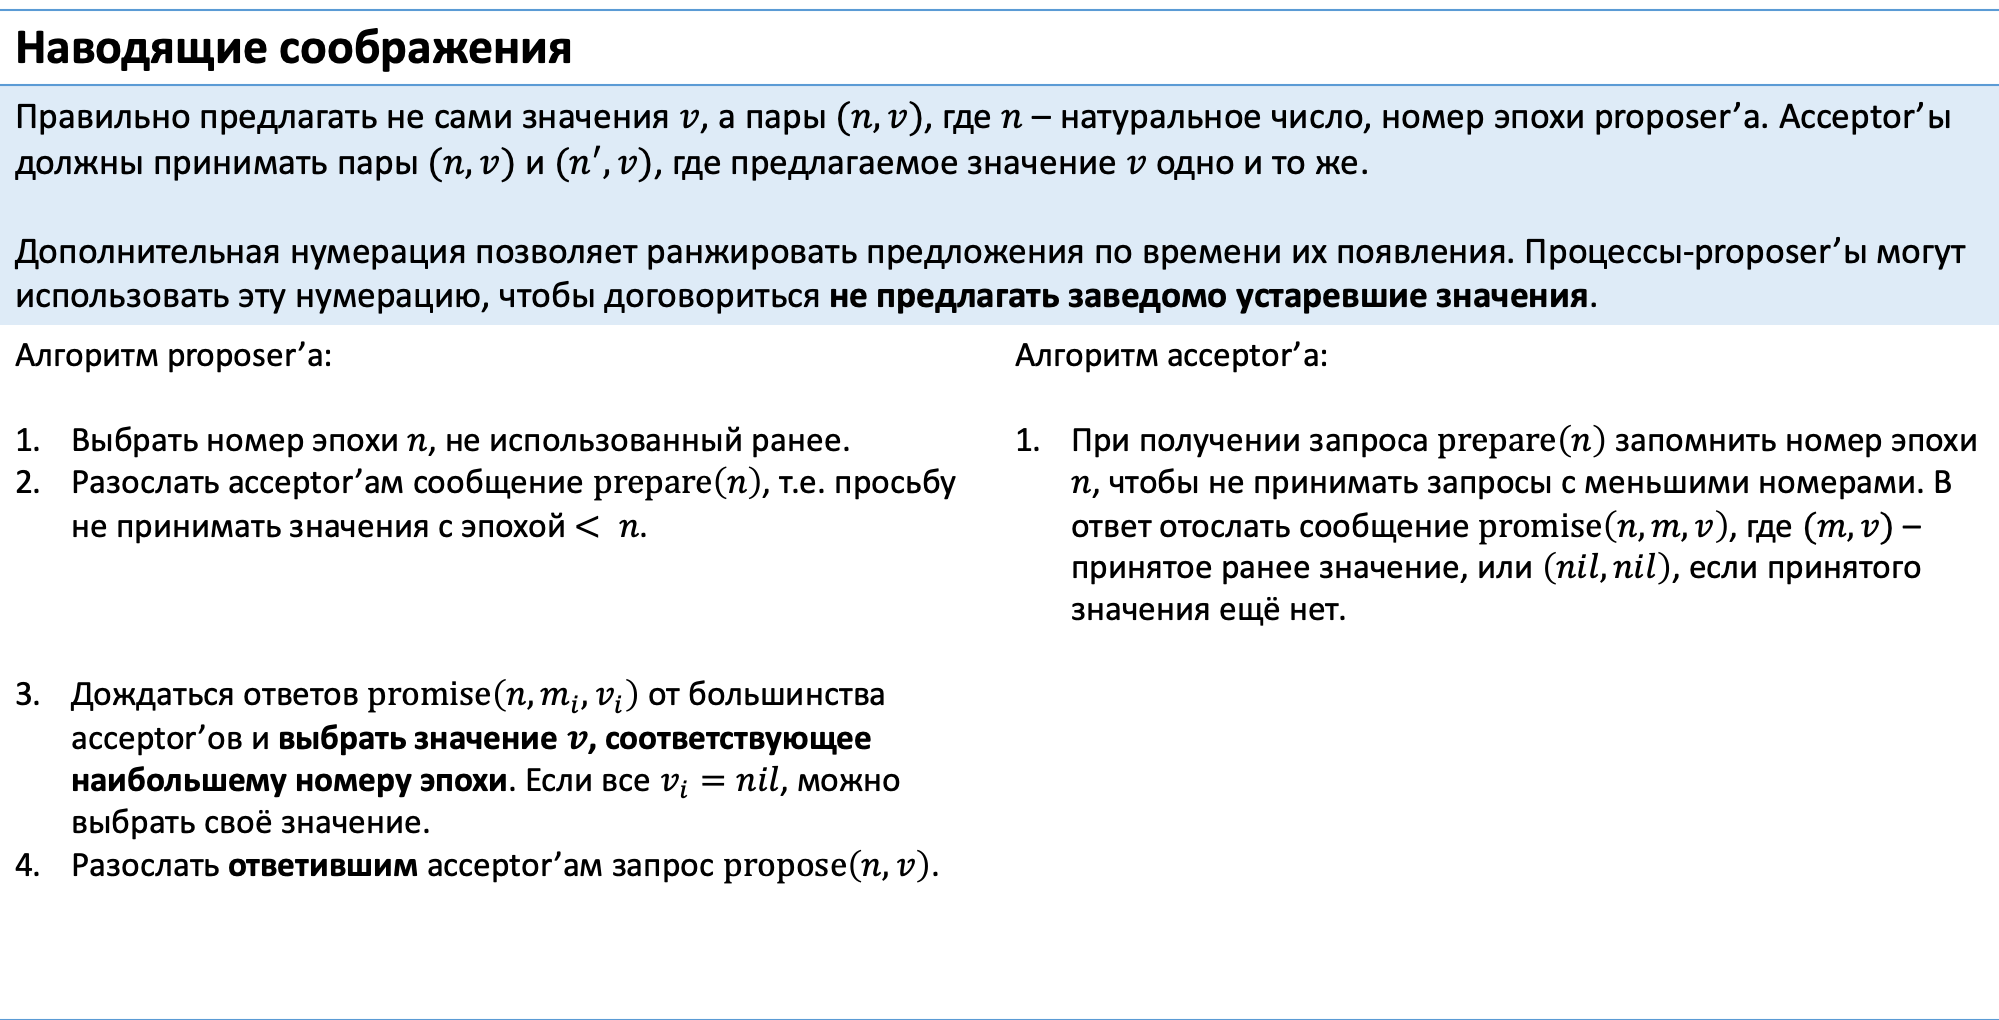 Наводящие соображения
Правильно предлагать не сами значения v, а пары (n, v), где n – натуральное число, номер эпохи proposer’а. Acceptor’ы
должны принимать пары (n, v) и (n′, v), где предлагаемое значение v одно и то же.
Дополнительная нумерация позволяет ранжировать предложения по времени их появления. Процессы-proposer’ы могут
использовать эту нумерацию, чтобы договориться не предлагать заведомо устаревшие значения.
Алгоритм proposer’а:
1. Выбрать номер эпохи n, не использованный ранее.
2. Разослать acceptor’ам сообщение prepare(n), т.е. просьбу
не принимать значения с эпохой < n.
3. Дождаться ответов promise(n, mᵢ, vᵢ) от большинства
acceptor’ов и выбрать значение v, соответствующее
наибольшему номеру эпохи. Если все vᵢ = nil, можно
выбрать своё значение.
4. Разослать ответившим acceptor’ам запрос propose(n, v).
Алгоритм acceptor’а:
1. При получении запроса prepare(n) запомнить номер эпохи
n, чтобы не принимать запросы с меньшими номерами. В
ответ отослать сообщение promise(n, m, v), где (m, v) –
принятое ранее значение, или (nil, nil), если принятого
значения ещё нет.